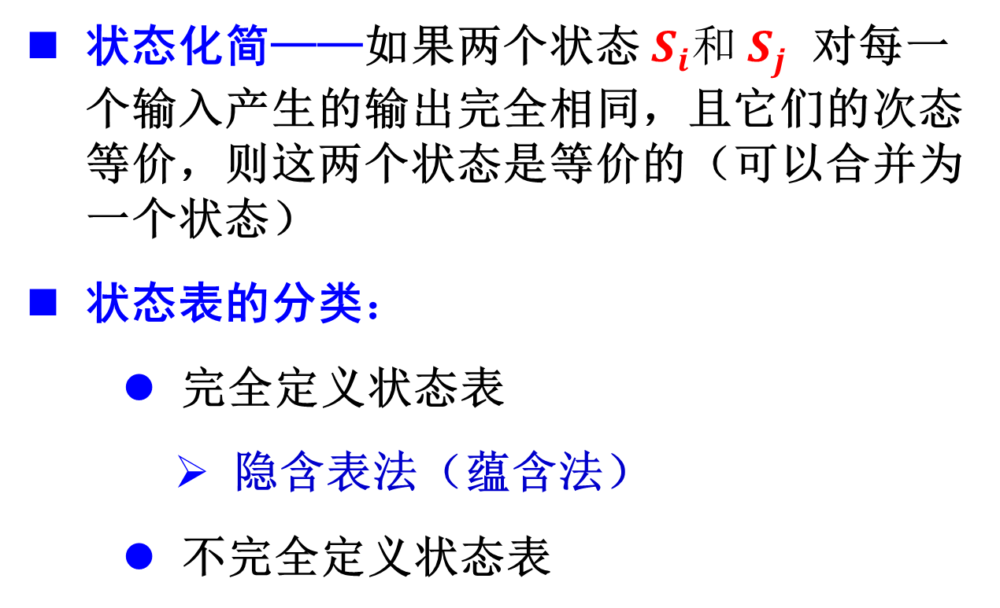 ■ 状态化简——如果两个状态 Si和 Sj 对每一
个输入产生的输出完全相同，且它们的次态
等价，则这两个状态是等价的（可以合并为
一个状态）
■ 状态表的分类：
● 完全定义状态表
➢ 隐含表法（蕴含法）
● 不完全定义状态表